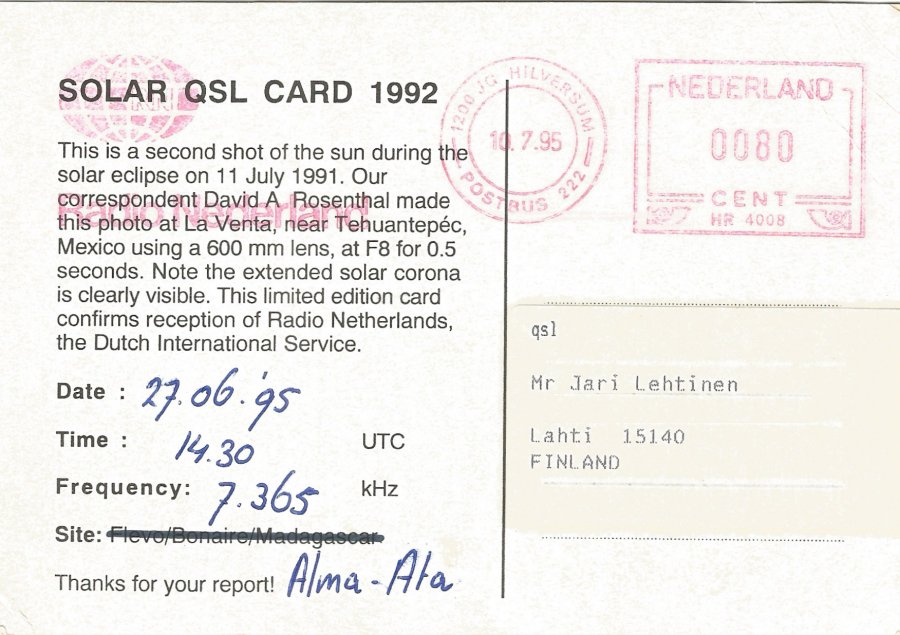 SOLAR QSL CARD 1992
This is a second shot of the sun during the
solar eclipse on 11 July 1991. Our
correspondent David A Rosenthal made
this photo at La Venta, near Tehuantepéc,
Mexico using a 600 mm lens, at F8 for 0.5
seconds. Note the extended solar corona
is clearly visible. This limited edition card
confirms reception of Radio Netherlands,
the Dutch International Service.
Radio Nederland
Date : 27.06.'95
Time : 14.30 UTC
Frequency: 7.365 kHz
Site: Flevo/Bonaire/Madagascar
Thanks for your report! Alma-Ata
1200 JG HILVERSUM
10.7.95
POSTBUS 222
NEDERLAND
0080
CENT
HR 4008
qsl
Mr Jari Lehtinen
Lahti 15140
FINLAND